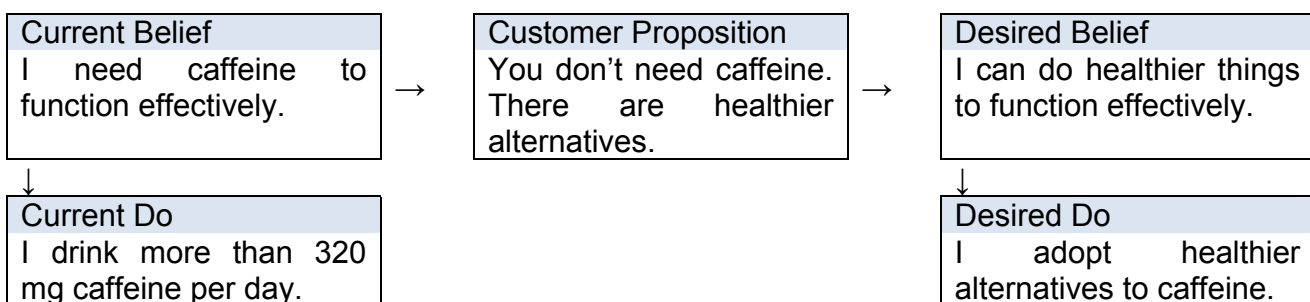 Current Belief
I need caffeine to
function effectively.
→
Customer Proposition
You don’t need caffeine.
There are healthier
alternatives.
→
Desired Belief
I can do healthier things
to function effectively.
↓
Current Do
I drink more than 320
mg caffeine per day.
↓
Desired Do
I adopt healthier
alternatives to caffeine.